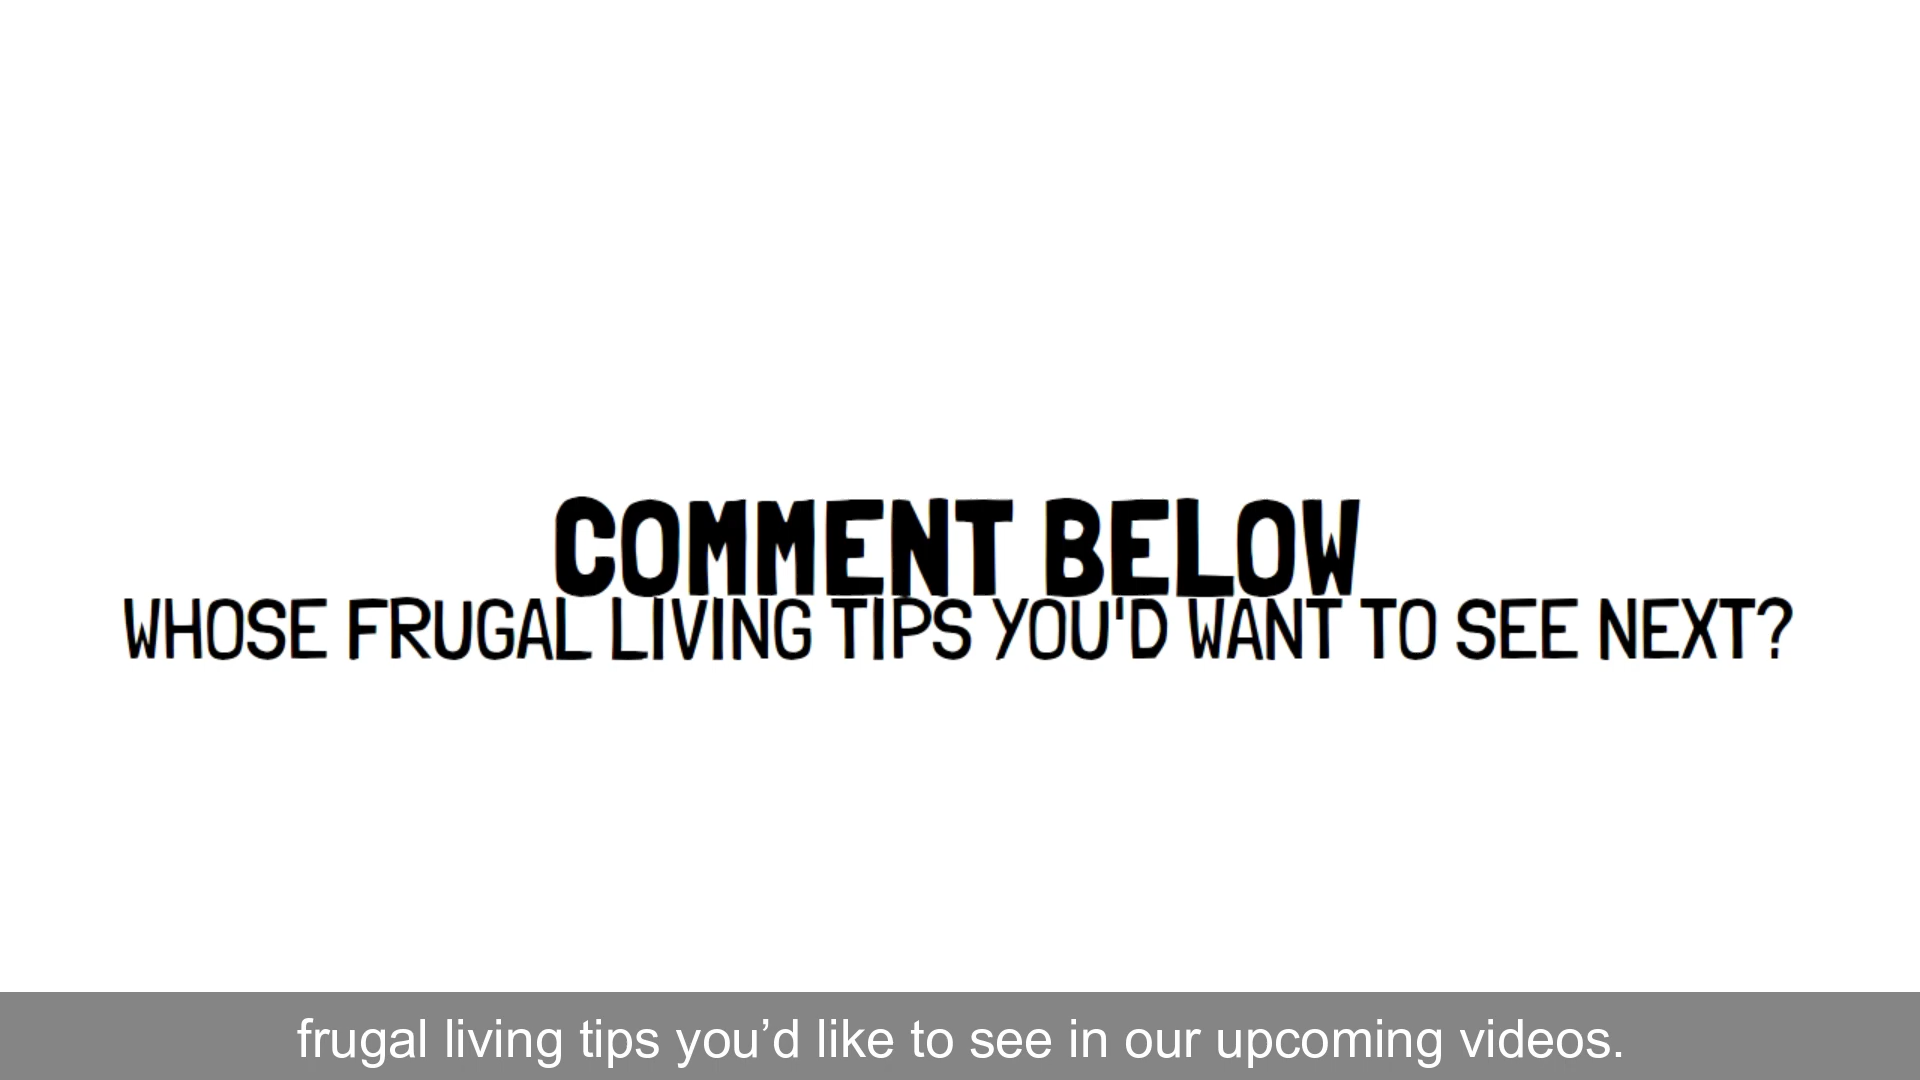 COMMENT BELOW
WHOSE FRUGAL LIVING TIPS YOU'D WANT TO SEE NEXT?
frugal living tips you’d like to see in our upcoming videos.